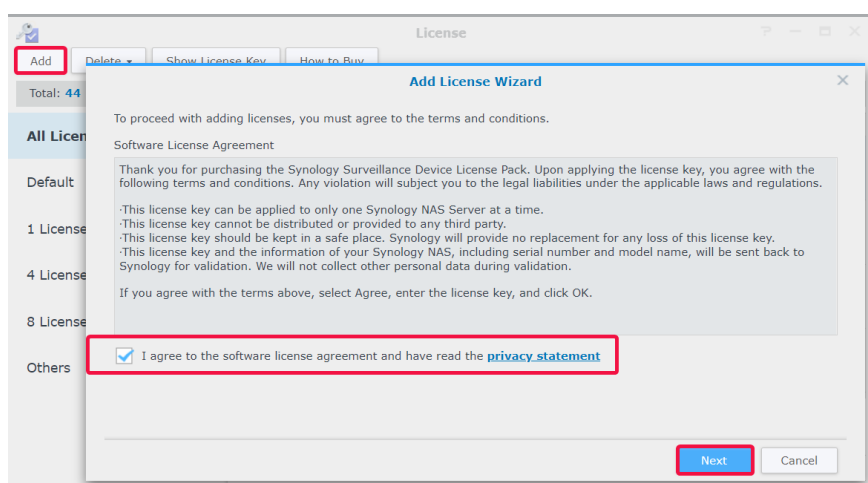 License
Add Delete Show License Key How to Buy
Total: 44
Add License Wizard
All Licen
Default
1 License
4 License
8 License
Others
To proceed with adding licenses, you must agree to the terms and conditions.
Software License Agreement
Thank you for purchasing the Synology Surveillance Device License Pack. Upon applying the license key, you agree with the
following terms and conditions. Any violation will subject you to the legal liabilities under the applicable laws and regulations.
·This license key can be applied to only one Synology NAS Server at a time.
·This license key cannot be distributed or provided to any third party.
·This license key should be kept in a safe place. Synology will provide no replacement for any loss of this license key.
·This license key and the information of your Synology NAS, including serial number and model name, will be sent back to
Synology for validation. We will not collect other personal data during validation.
If you agree with the terms above, select Agree, enter the license key, and click OK.
I agree to the software license agreement and have read the privacy statement
Next Cancel